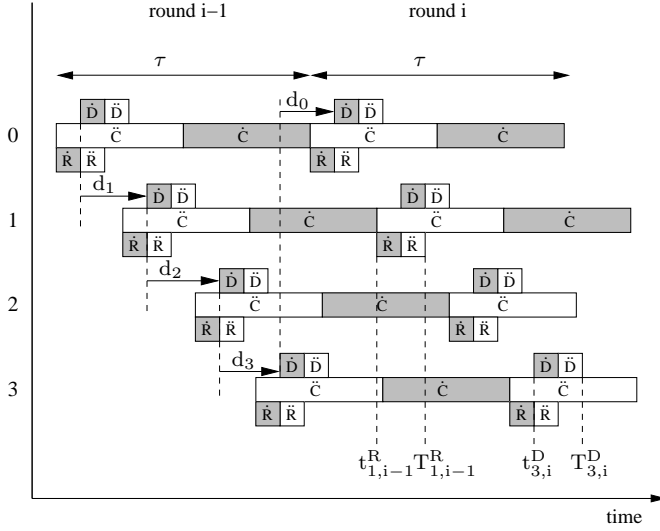 round i–1 round i
τ τ
d₀
Ḋ D̈ Ḋ D̈
0 C̈ Ċ C̈ Ċ
Ṙ R̈ Ṙ R̈
d₁
Ḋ D̈ Ḋ D̈
1 C̈ Ċ C̈ Ċ
Ṙ R̈ Ṙ R̈
d₂
Ḋ D̈ Ḋ D̈
2 C̈ Ċ C̈
Ṙ R̈ Ṙ R̈
d₃
Ḋ D̈ Ḋ D̈
3 C̈ Ċ C̈
Ṙ R̈ Ṙ R̈
t^R_{1,i−1} T^R_{1,i−1} t^D_{3,i} T^D_{3,i}
time